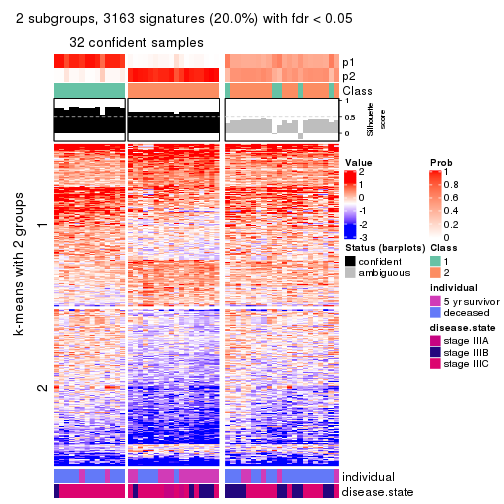 2 subgroups, 3163 signatures (20.0%) with fdr < 0.05
32 confident samples
p1
p2
Class
1
0.5
0
Silhouette
score
k-means with 2 groups
1
2
individual
disease.state
Value
2
1
0
-1
-2
-3
Prob
1
0.8
0.6
0.4
0.2
0
Status (barplots)
confident
ambiguous
Class
1
2
individual
5 yr survivor
deceased
disease.state
stage IIIA
stage IIIB
stage IIIC